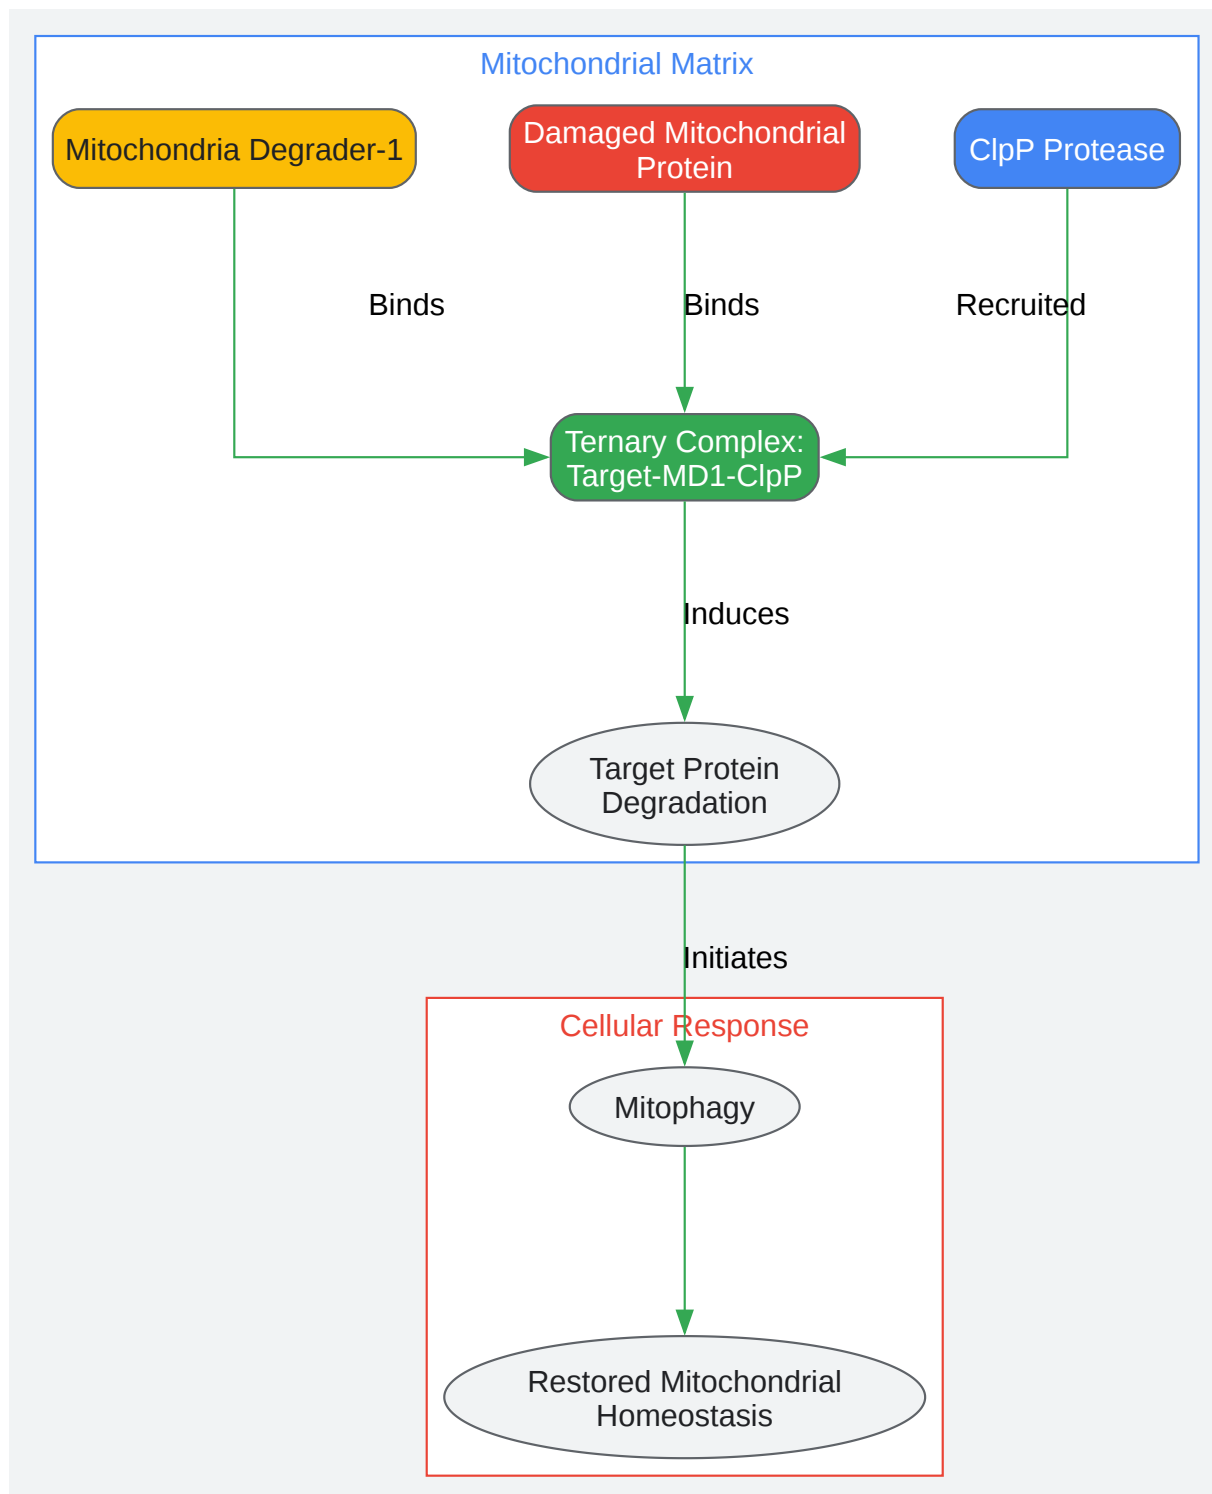 Mitochondrial Matrix
Mitochondria Degrader-1
Damaged Mitochondrial
Protein
ClpP Protease
Binds
Binds
Recruited
Ternary Complex:
Target-MD1-ClpP
Induces
Target Protein
Degradation
Initiates
Cellular Response
Mitophagy
Restored Mitochondrial
Homeostasis